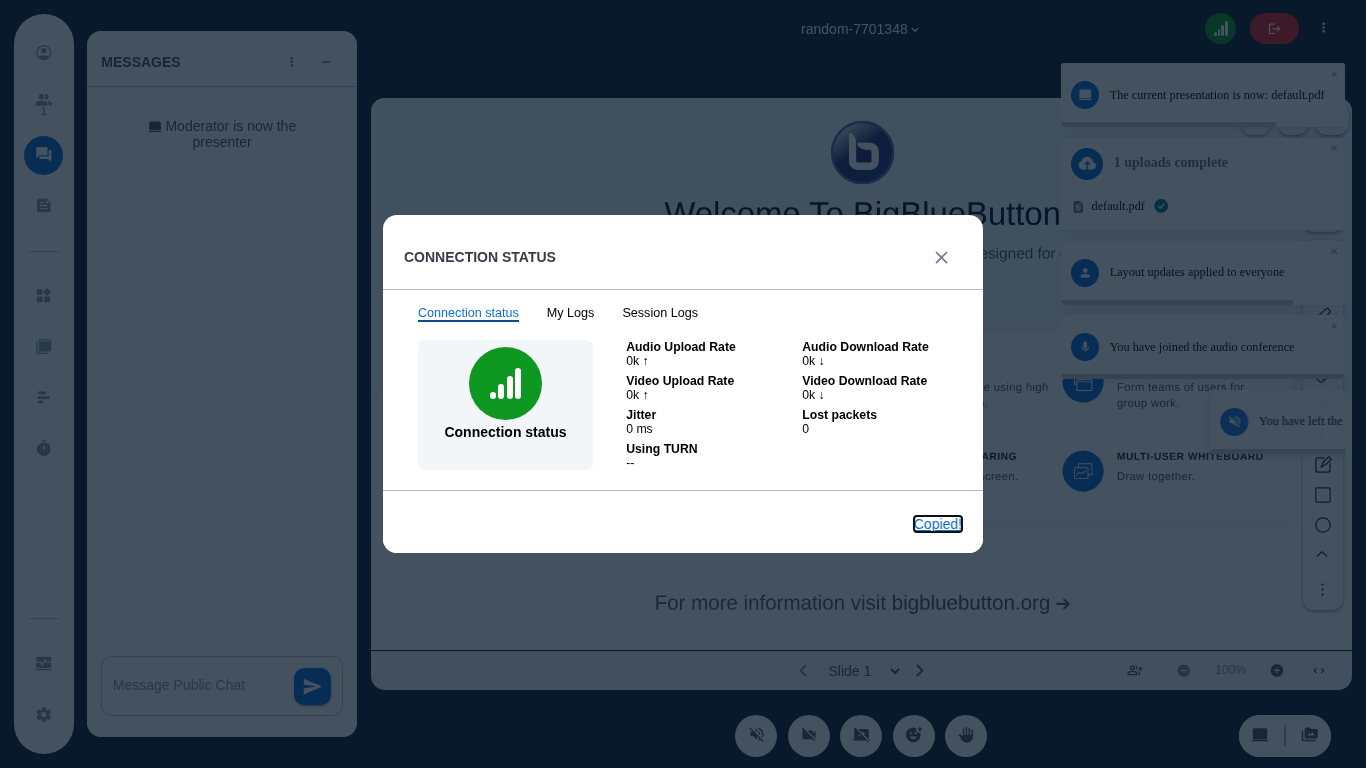 random-7701348
MESSAGES
1
Moderator is now the
presenter
Message Public Chat
The current presentation is now: default.pdf
1 uploads complete
default.pdf
Layout updates applied to everyone
You have joined the audio conference
You have left the
Welcome To BigBlueButton
esigned for
CONNECTION STATUS
Connection status
My Logs
Session Logs
Connection status
Audio Upload Rate
0k ↑
Audio Download Rate
0k ↓
Video Upload Rate
0k ↑
Video Download Rate
0k ↓
Jitter
0 ms
Lost packets
0
Using TURN
--
Copied!
e using high
Form teams of users for
group work.
ARING
creen.
MULTI-USER WHITEBOARD
Draw together.
For more information visit bigbluebutton.org ➔
Slide 1
100%